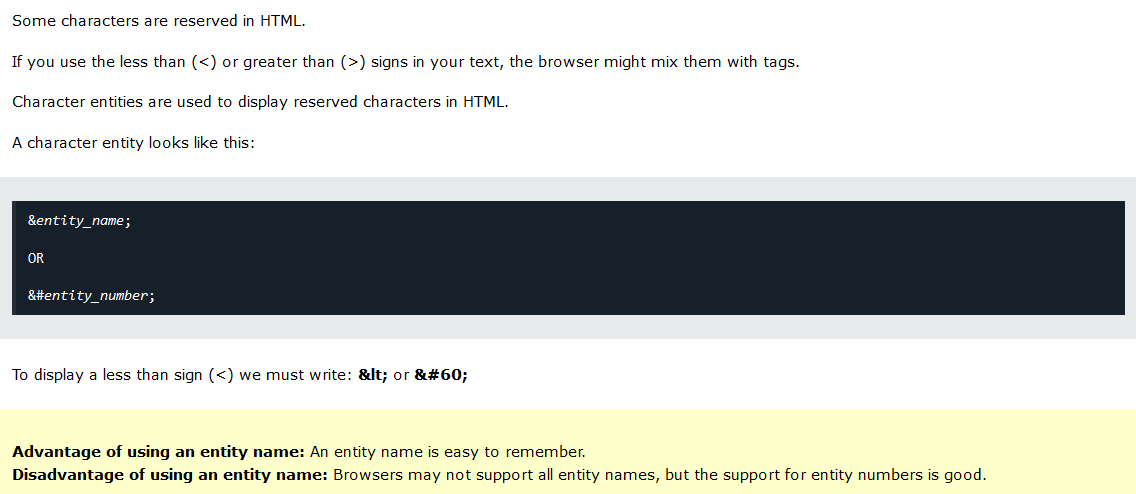 Some characters are reserved in HTML.
If you use the less than (<) or greater than (>) signs in your text, the browser might mix them with tags.
Character entities are used to display reserved characters in HTML.
A character entity looks like this:
&entity_name;
OR
&#entity_number;
To display a less than sign (<) we must write: &lt; or &#60;
Advantage of using an entity name: An entity name is easy to remember.
Disadvantage of using an entity name: Browsers may not support all entity names, but the support for entity numbers is good.